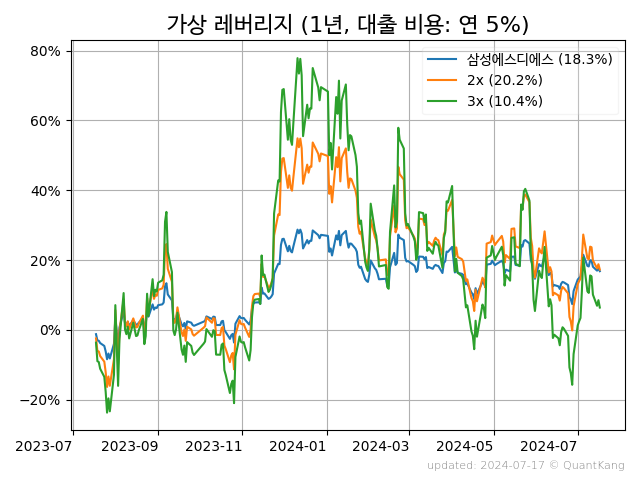 가상 레버리지 (1년, 대출 비용: 연 5%)
80%
60%
40%
20%
0%
−20%
삼성에스디에스 (18.3%)
2x (20.2%)
3x (10.4%)
2023-07 2023-09 2023-11 2024-01 2024-03 2024-05 2024-07
updated: 2024-07-17 © QuantKang